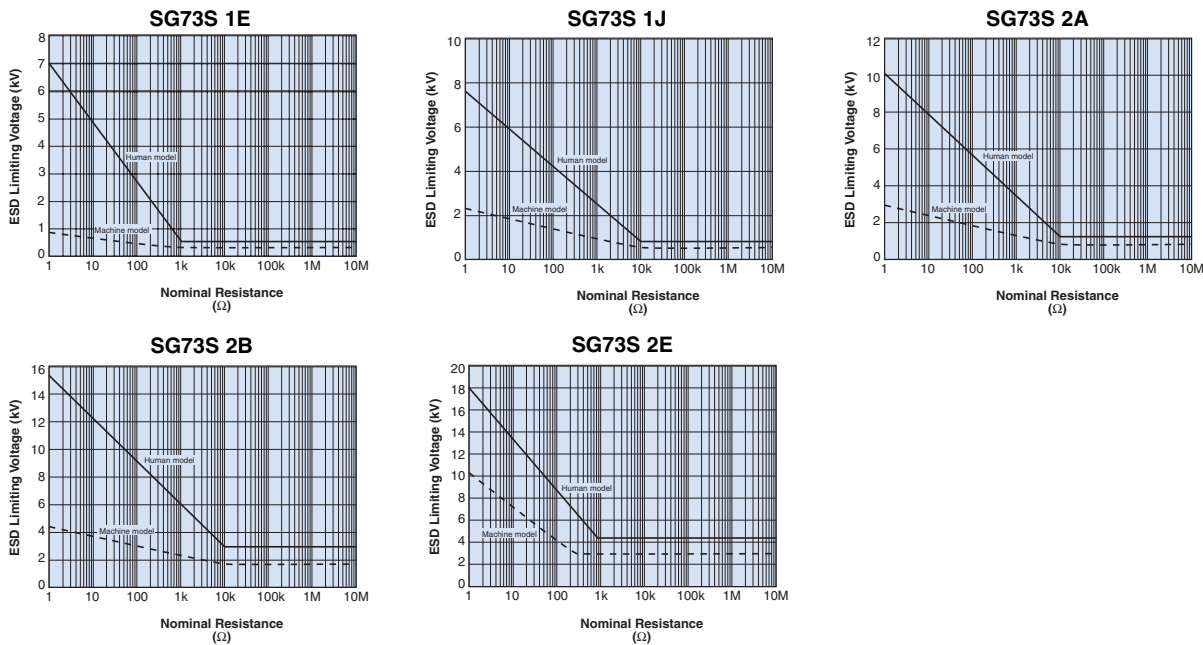 SG73S 1E
ESD Limiting Voltage (kV)
8
7
6
5
4
3
2
1
0
Human model
Machine model
1 10 100 1k 10k 100k 1M 10M
Nominal Resistance
(Ω)
SG73S 1J
ESD Limiting Voltage (kV)
10
8
6
4
2
0
Human model
Machine model
1 10 100 1k 10k 100k 1M 10M
Nominal Resistance
(Ω)
SG73S 2A
ESD Limiting Voltage (kV)
12
10
8
6
4
2
0
Human model
Machine model
1 10 100 1k 10k 100k 1M 10M
Nominal Resistance
(Ω)
SG73S 2B
ESD Limiting Voltage (kV)
16
14
12
10
8
6
4
2
0
Human model
Machine model
1 10 100 1k 10k 100k 1M 10M
Nominal Resistance
(Ω)
SG73S 2E
ESD Limiting Voltage (kV)
20
18
16
14
12
10
8
6
4
2
0
Human model
Machine model
1 10 100 1k 10k 100k 1M 10M
Nominal Resistance
(Ω)